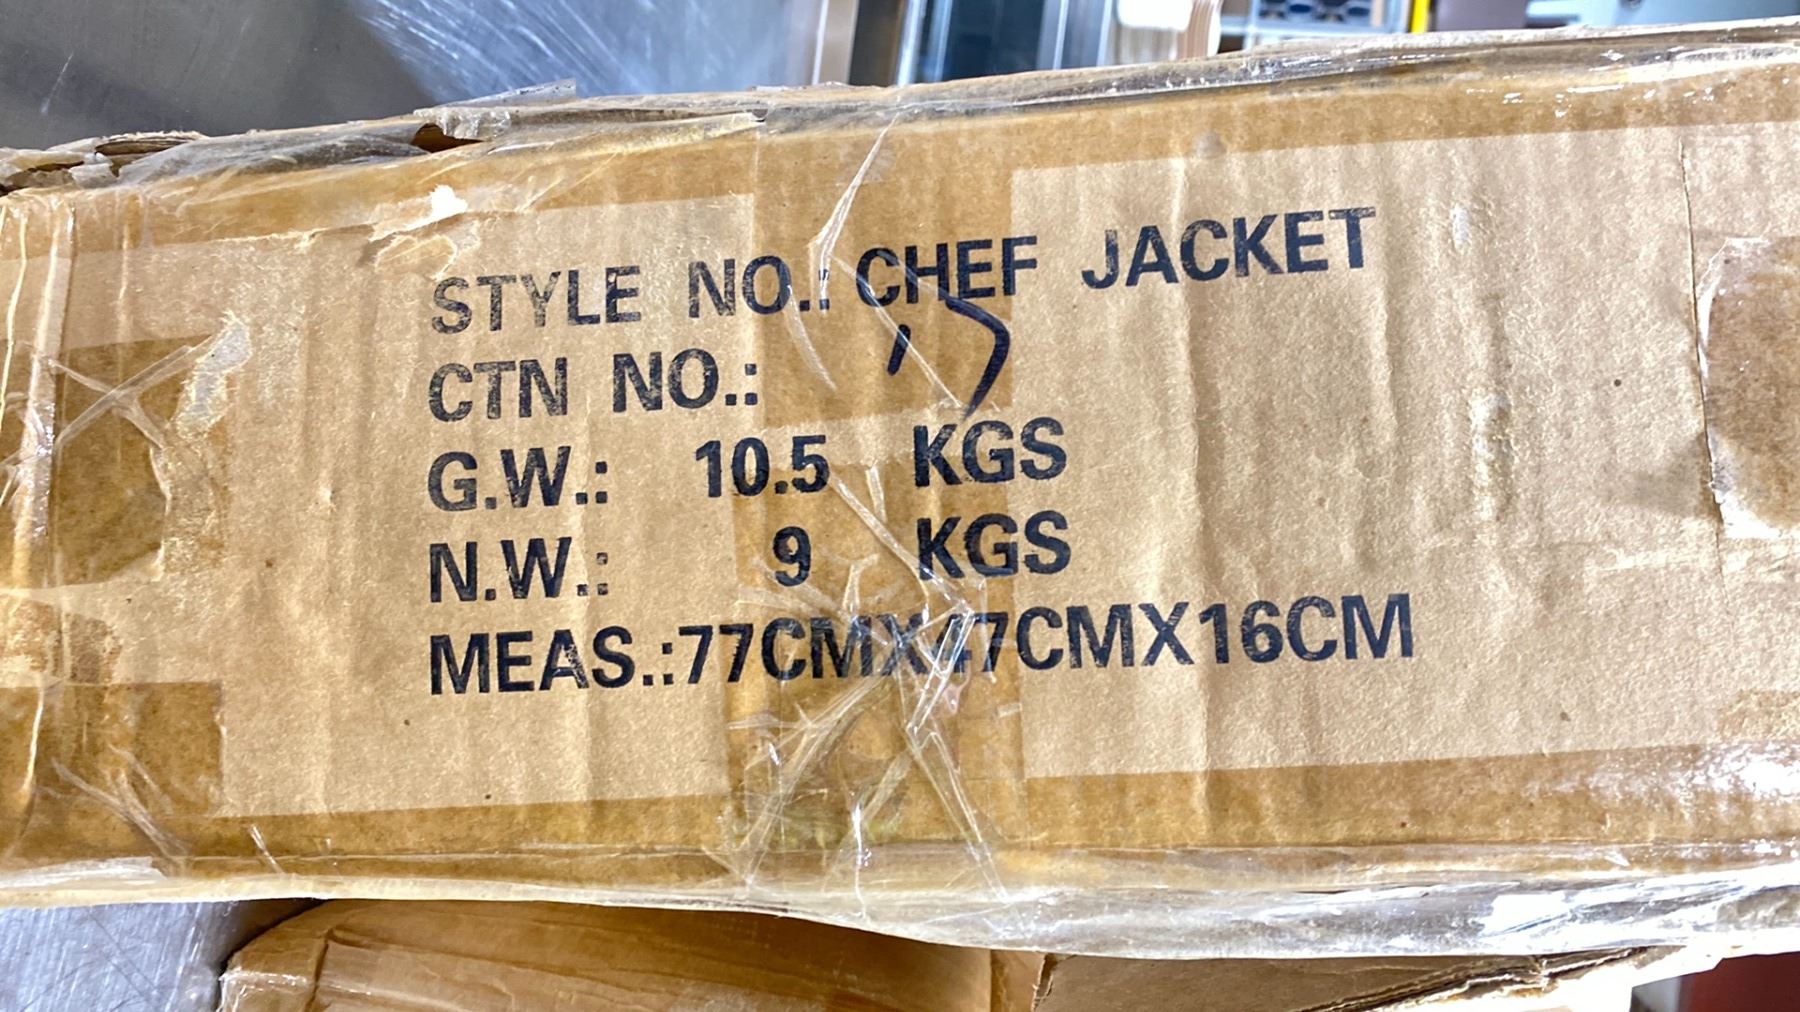 STYLE NO.: CHEF JACKET
CTN NO.: 17
G.W.: 10.5 KGS
N.W.: 9 KGS
MEAS.:77CMX47CMX16CM